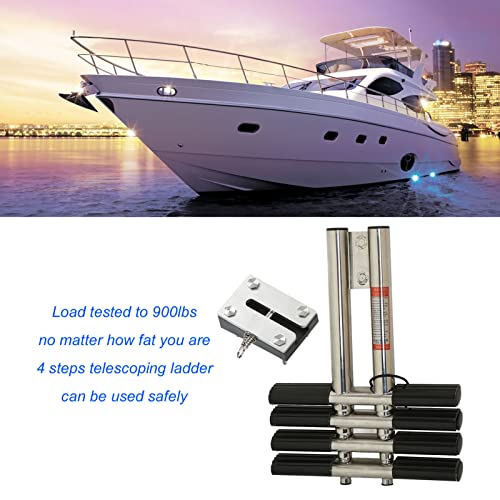 Load tested to 900lbs
no matter how fat you are
4 steps telescoping ladder
can be used safely